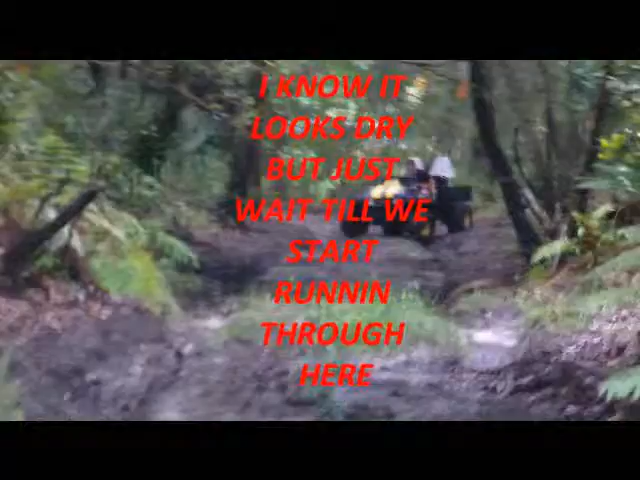 I KNOW IT
LOOKS DRY
BUT JUST
WAIT TILL WE
START
RUNNIN
THROUGH
HERE